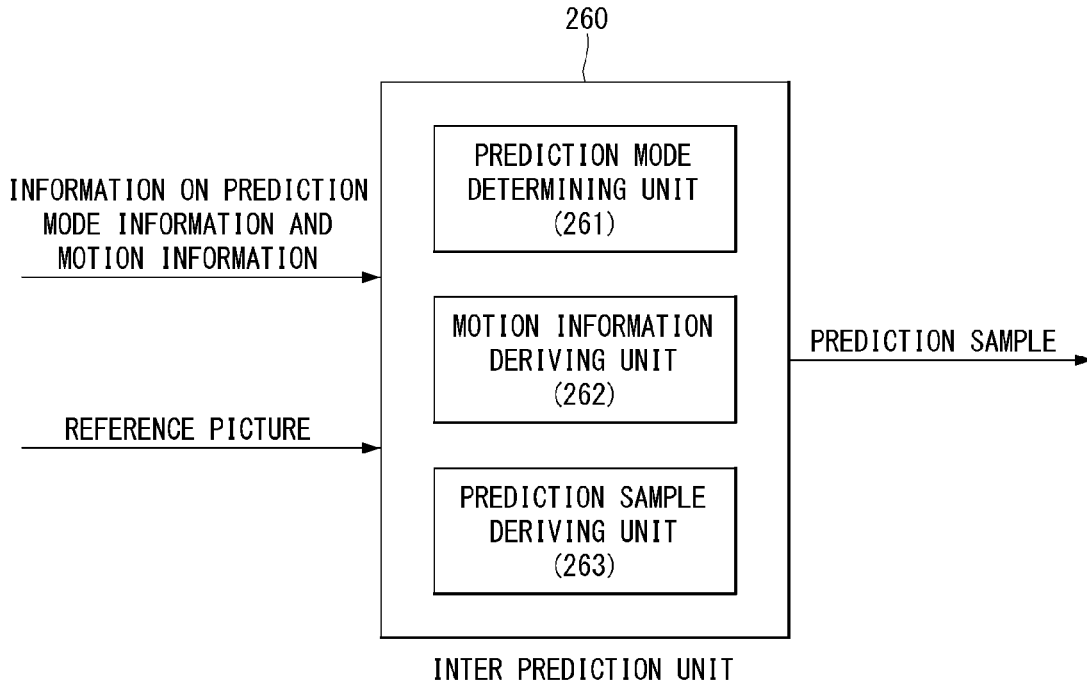 260
PREDICTION MODE
DETERMINING UNIT
(261)
INFORMATION ON PREDICTION
MODE INFORMATION AND
MOTION INFORMATION
MOTION INFORMATION
DERIVING UNIT
(262)
PREDICTION SAMPLE
REFERENCE PICTURE
PREDICTION SAMPLE
DERIVING UNIT
(263)
INTER PREDICTION UNIT